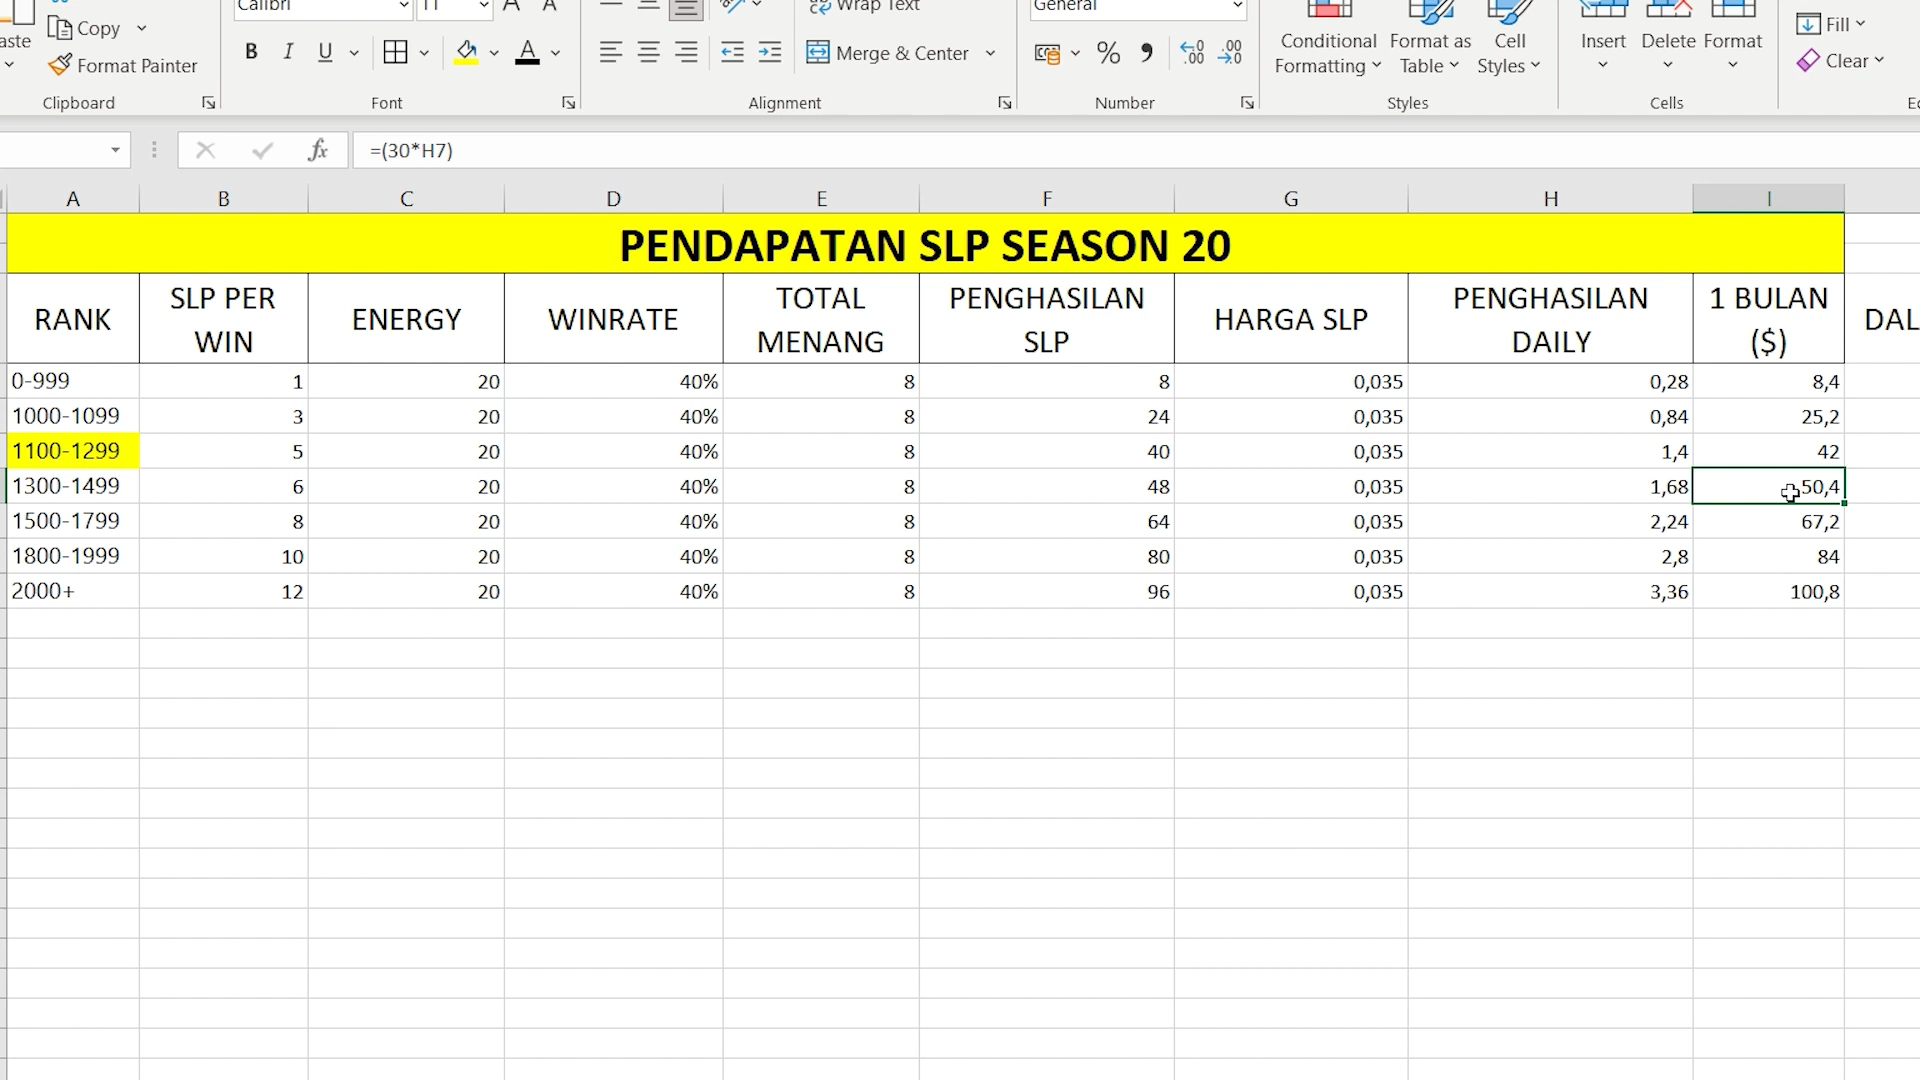 Calibri 11 A A Wrap Text General
aste Copy Conditional Format as Cell Insert Delete Format Fill
Format Painter B I U A Merge & Center % Formatting Table Styles Clear
Clipboard Font Alignment Number Styles Cells
fx =(30*H7)
A B C D E F G H I
PENDAPATAN SLP SEASON 20
RANK SLP PER WIN ENERGY WINRATE TOTAL MENANG PENGHASILAN SLP HARGA SLP PENGHASILAN DAILY 1 BULAN ($) DAL
0-999 1 20 40% 8 8 0,035 0,28 8,4
1000-1099 3 20 40% 8 24 0,035 0,84 25,2
1100-1299 5 20 40% 8 40 0,035 1,4 42
1300-1499 6 20 40% 8 48 0,035 1,68 50,4
1500-1799 8 20 40% 8 64 0,035 2,24 67,2
1800-1999 10 20 40% 8 80 0,035 2,8 84
2000+ 12 20 40% 8 96 0,035 3,36 100,8